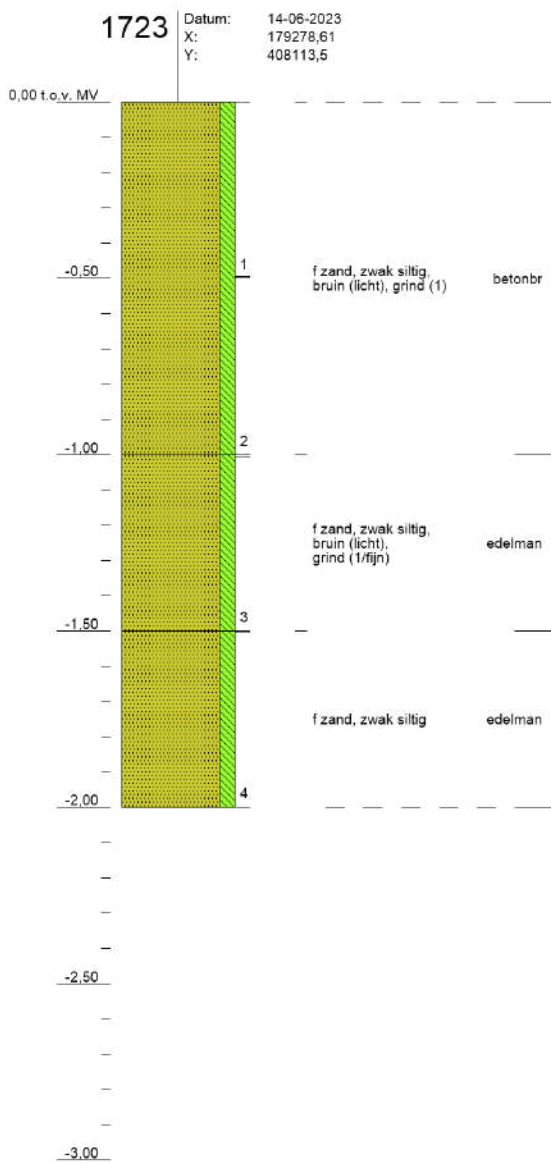 1723
Datum: 14-06-2023
X: 179278,61
Y: 408113,5
0,00 t.o.v. MV
1
-0,50
f zand, zwak siltig,
bruin (licht), grind (1)
betonbr
2
-1,00
f zand, zwak siltig,
bruin (licht),
grind (1/fijn)
edelman
3
-1,50
f zand, zwak siltig
edelman
4
-2,00
-2,50
-3,00